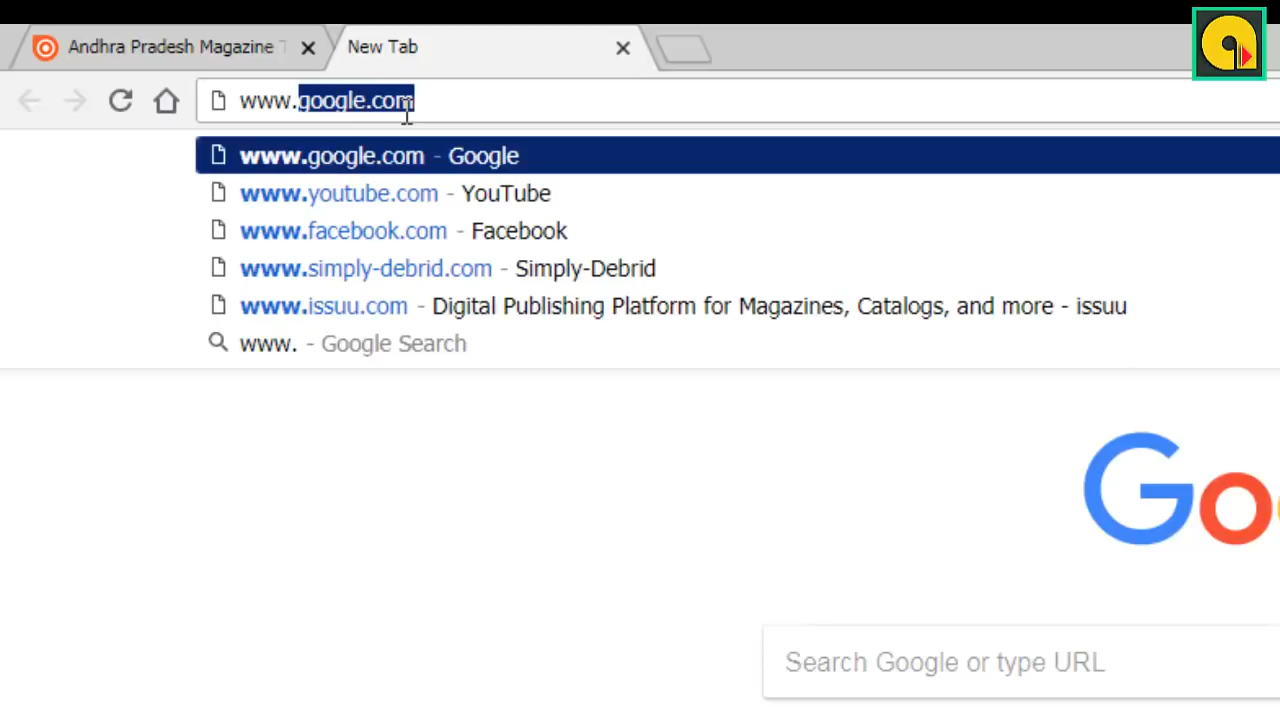 Andhra Pradesh Magazine
New Tab
www.google.com
www.google.com - Google
www.youtube.com - YouTube
www.facebook.com - Facebook
www.simply-debrid.com - Simply-Debrid
www.issuu.com - Digital Publishing Platform for Magazines, Catalogs, and more - issuu
www. - Google Search
Go
Search Google or type URL